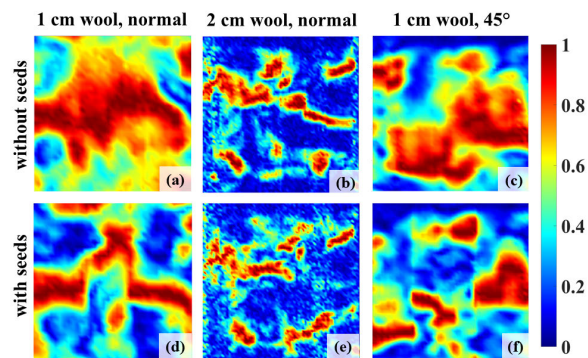 1 cm wool, normal 2 cm wool, normal 1 cm wool, 45°
without seeds
(a) (b) (c)
with seeds
(d) (e) (f)
1
0.8
0.6
0.4
0.2
0